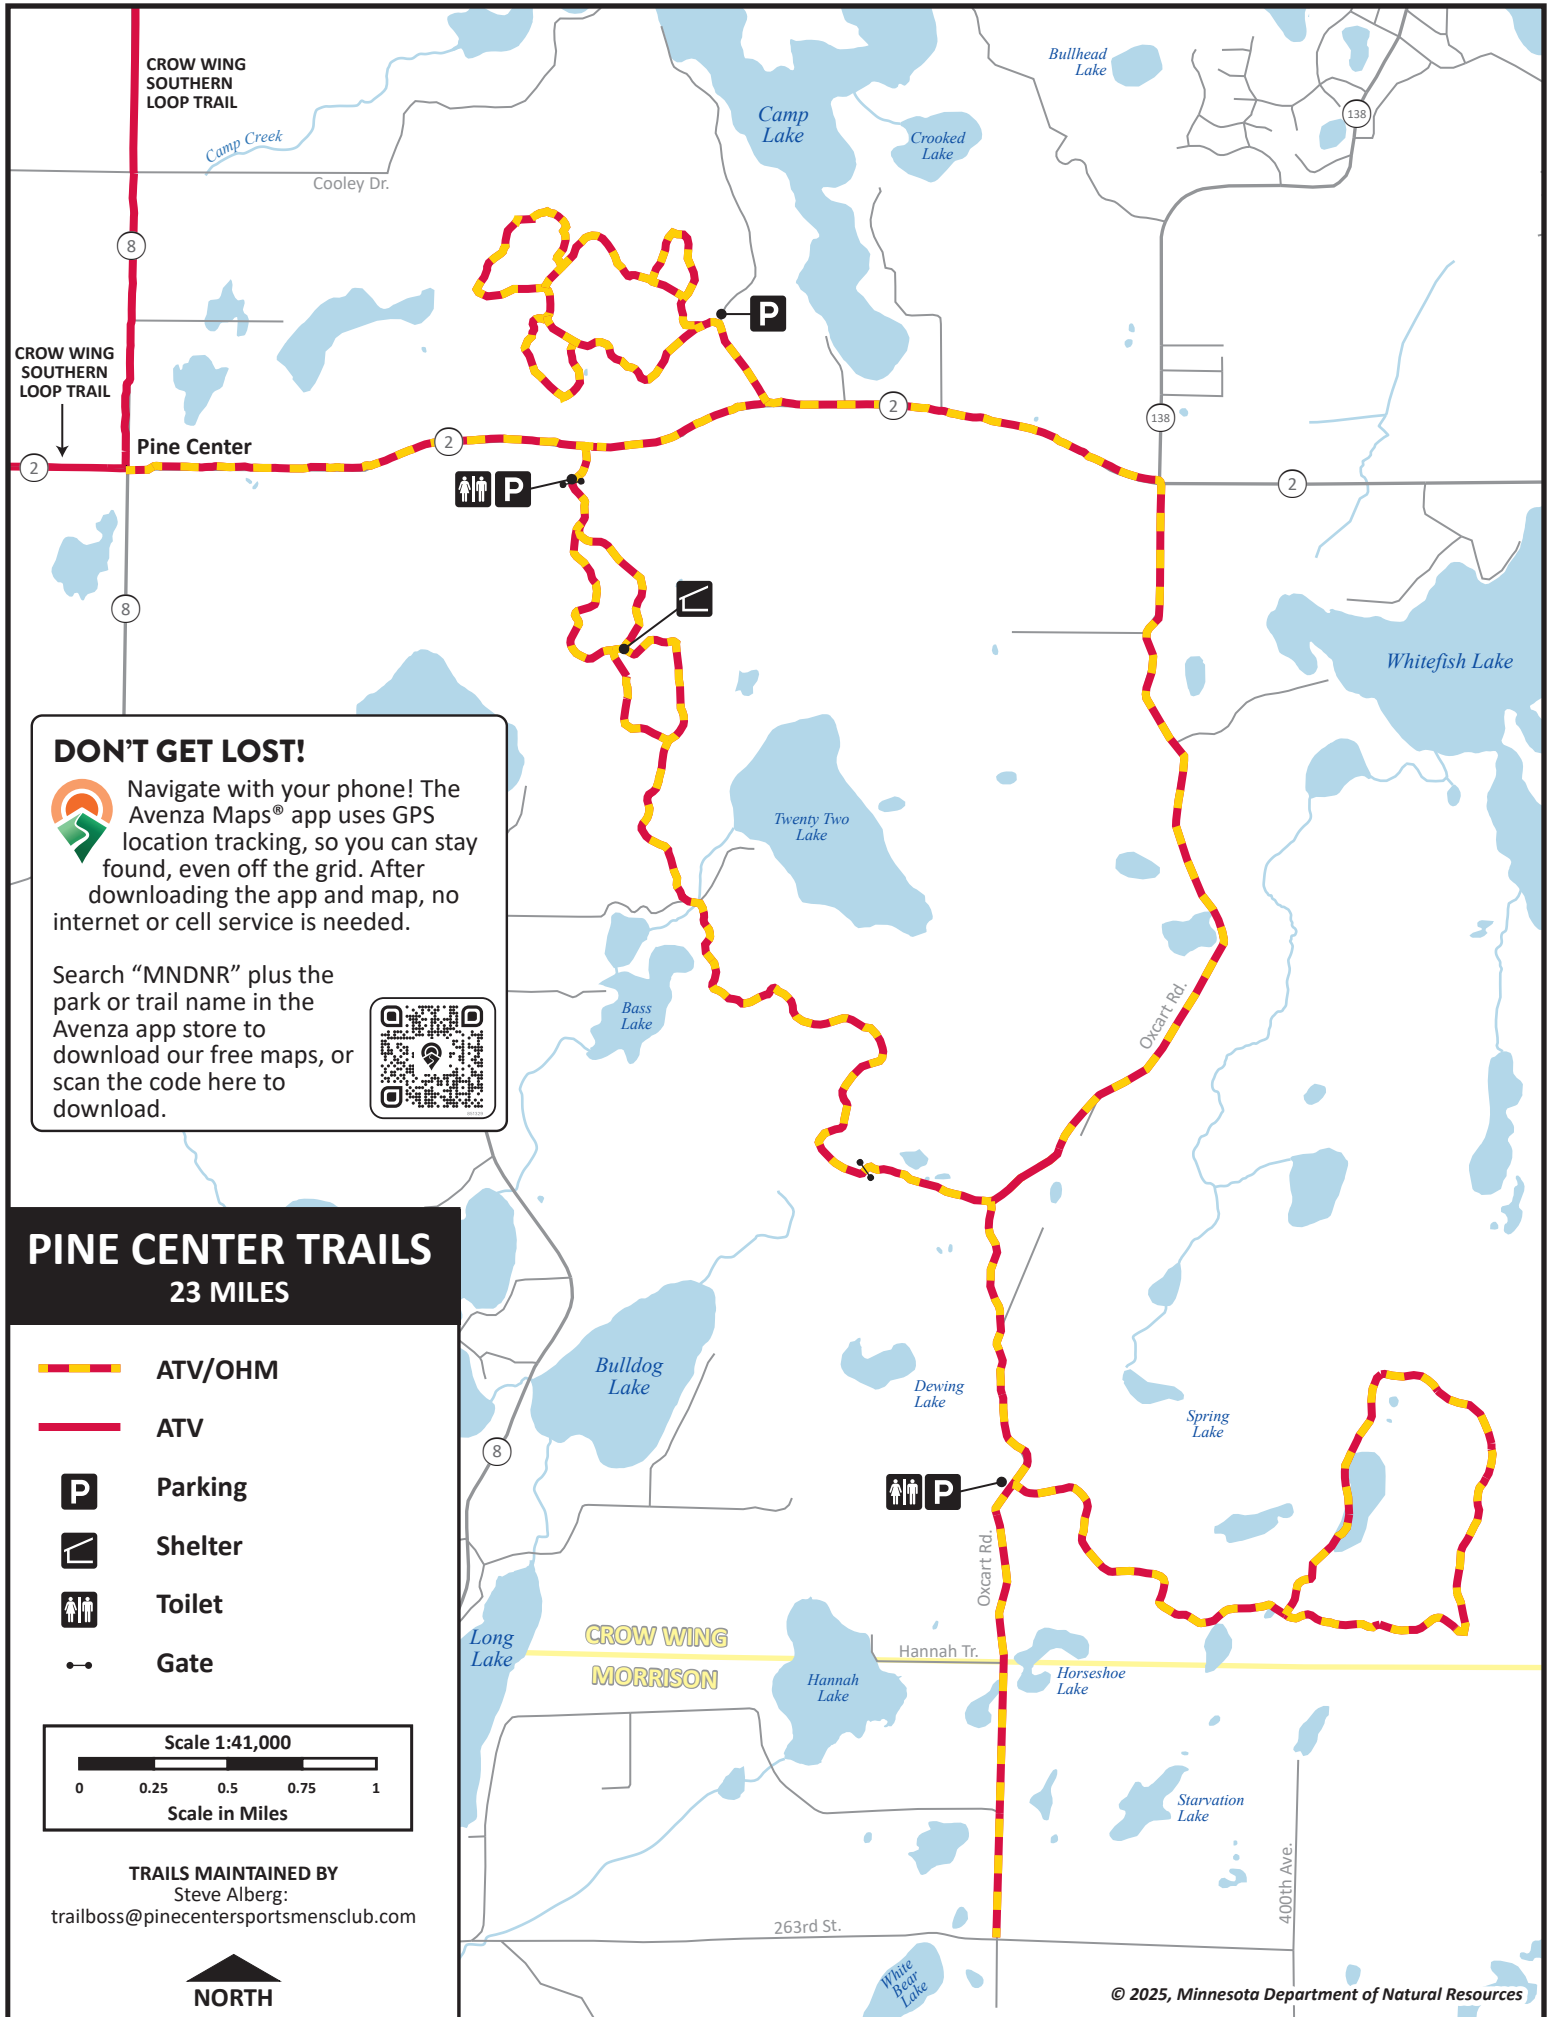 CROW WING
SOUTHERN
LOOP TRAIL
Camp Creek
Cooley Dr.
8
Camp
Lake
Crooked
Lake
Bullhead
Lake
138
P
CROW WING
SOUTHERN
LOOP TRAIL
2
Pine Center
2
2
138
2
P
8
Whitefish Lake
DON'T GET LOST!
Navigate with your phone! The
Avenza Maps® app uses GPS
location tracking, so you can stay
found, even off the grid. After
downloading the app and map, no
internet or cell service is needed.
Search “MNDNR” plus the
park or trail name in the
Avenza app store to
download our free maps, or
scan the code here to
download.
Twenty Two
Lake
Bass
Lake
Oxcart Rd.
PINE CENTER TRAILS
23 MILES
ATV/OHM
ATV
P
Parking
Shelter
Toilet
Gate
Scale 1:41,000
0 0.25 0.5 0.75 1
Scale in Miles
TRAILS MAINTAINED BY
Steve Alberg:
trailboss@pinecentersportsmensclub.com
NORTH
Bulldog
Lake
8
Dewing
Lake
Spring
Lake
P
Oxcart Rd.
Long
Lake
CROW WING
MORRISON
Hannah Tr.
Hannah
Lake
Horseshoe
Lake
Starvation
Lake
400th Ave.
263rd St.
White
Bear
Lake
© 2025, Minnesota Department of Natural Resources